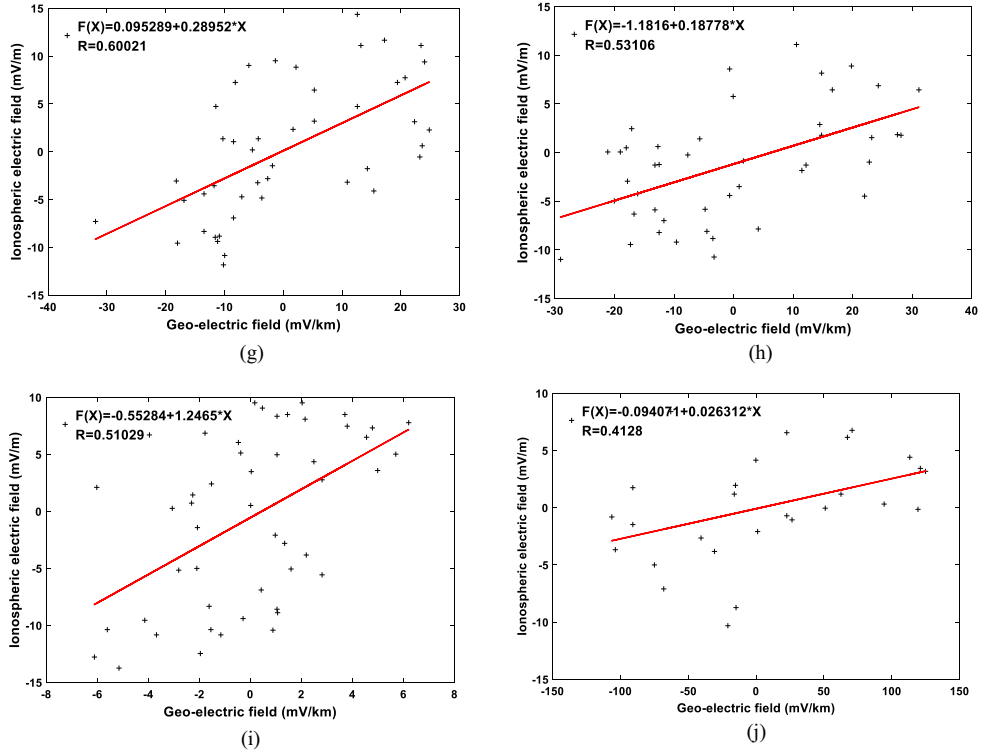 F(X)=0.095289+0.28952*X
R=0.60021
15
10
5
0
-5
-10
15
-40
-30
-20
-10
0
10
20
30
Ionospheric electric field (mV/m)
Geo-electric field (mV/km)
(g)
F(X)=-1.1816+0.18778*X
R=0.53106
15
10
5
0
-5
-10
-15
-30
-20
-10
0
10
20
30
40
Ionospheric electric field (mV/m)
Geo-electric field (mV/km)
(h)
F(X)=-0.55284+1.2465*X
R=0.51029
10
5
0
-5
-10
-15
-8
-6
-4
-2
0
2
4
6
8
Ionospheric electric field (mV/m)
Geo-electric field (mV/km)
(i)
F(X)=-0.094071+0.026312*X
R=0.4128
10
5
0
-5
-10
-15
-150
-100
-50
0
50
100
150
Ionospheric electric field (mV/m)
Geo-electric field (mV/km)
(j)